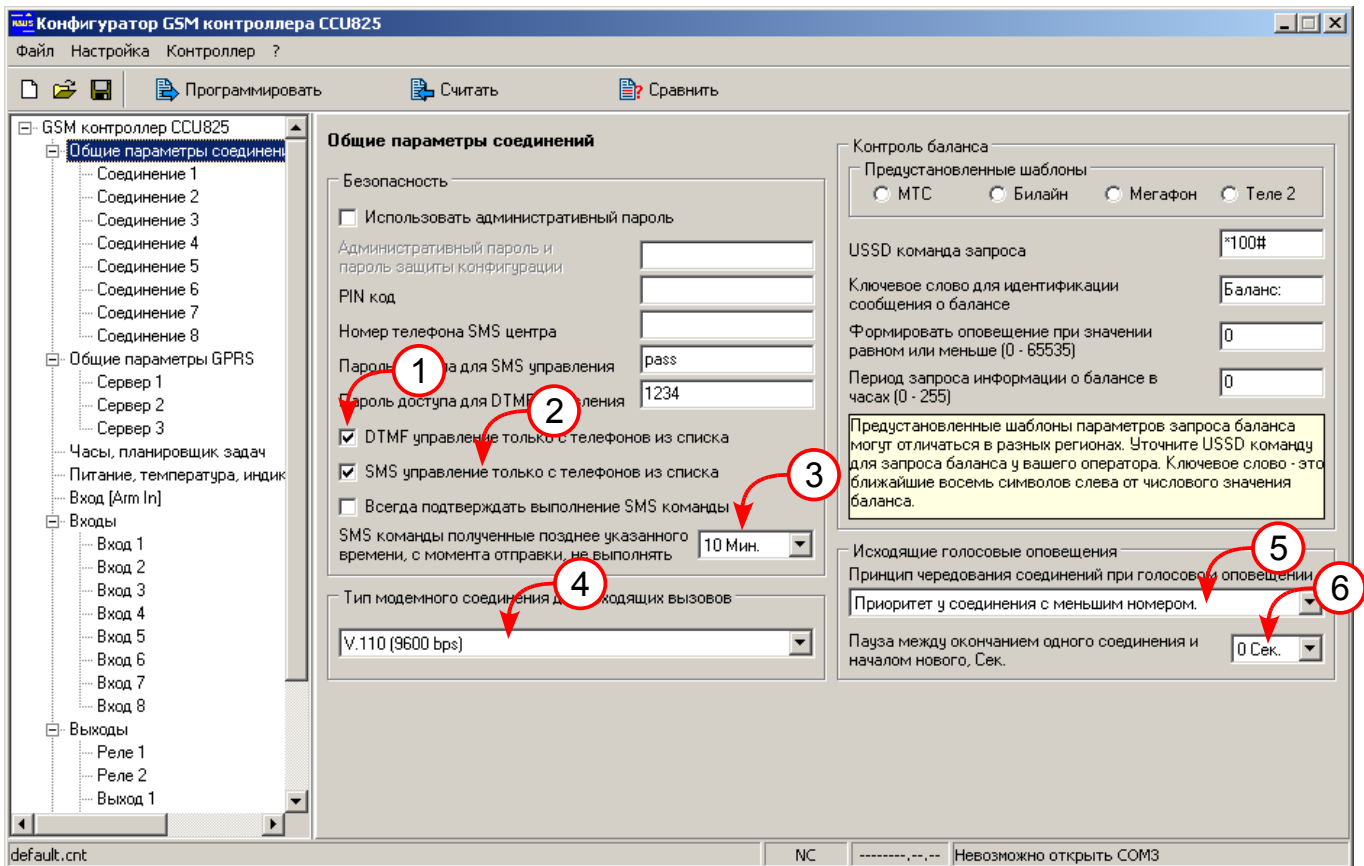 Конфигуратор GSM контроллера CCU825
Файл Настройка Контроллер ?
Программировать Считать Сравнить
GSM контроллер CCU825
Общие параметры соединени
Соединение 1
Соединение 2
Соединение 3
Соединение 4
Соединение 5
Соединение 6
Соединение 7
Соединение 8
Общие параметры GPRS
Сервер 1
Сервер 2
Сервер 3
Часы, планировщик задач
Питание, температура, индик
Вход [Arm In]
Входы
Вход 1
Вход 2
Вход 3
Вход 4
Вход 5
Вход 6
Вход 7
Вход 8
Выходы
Реле 1
Реле 2
Выход 1
Общие параметры соединений
Безопасность
Использовать административный пароль
Административный пароль и
пароль защиты конфигурации
PIN код
Номер телефона SMS центра
Пароль для SMS управления pass
Пароль доступа для 1234
1
2
DTMF управление только с телефонов из списка
SMS управление только с телефонов из списка
3
Всегда подтверждать выполнение SMS команды
SMS команды полученные позднее указанного
времени, с момента отправки, не выполнять
10 Мин.
4
Тип модемного соединения вызовов
V.110 (9600 bps)
Контроль баланса
Предустановленные шаблоны
МТС Билайн Мегафон Теле 2
USSD команда запроса *100#
Ключевое слово для идентификации
сообщения о балансе
Баланс:
Формировать оповещение при значении
равном или меньше (0 - 65535)
0
Период запроса информации о балансе в
часах (0 - 255)
0
Предустановленные шаблоны параметров запроса баланса
могут отличаться в разных регионах. Уточните USSD команду
для запроса баланса у вашего оператора. Ключевое слово - это
ближайшие восемь символов слева от числового значения
баланса.
Исходящие голосовые оповещения
5
Принцип чередования соединений при голосовом оповещении
6
Приоритет у соединения с меньшим номером.
Пауза между окончанием одного соединения и
началом нового, Сек.
0 Сек.
default.cnt NC --------,--,-- Невозможно открыть COM3